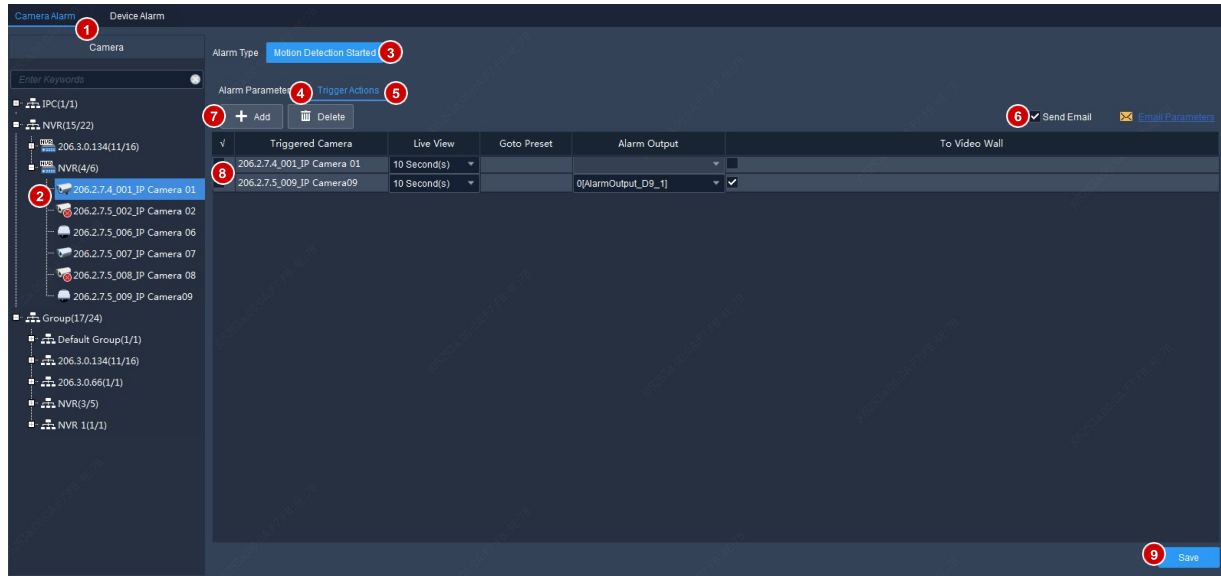 Camera Alarm Device Alarm
1
Camera
Alarm Type Motion Detection Started 3
Enter Keywords
Alarm Parameter 4 Trigger Actions 5
IPC(1/1)
7 + Add Delete 6 Send Email Email Parameters
NVR(15/22)
√ Triggered Camera Live View Goto Preset Alarm Output To Video Wall
206.3.0.134(11/16)
206.2.7.4_001_IP Camera 01 10 Second(s)
NVR(4/6)
8 206.2.7.5_009_IP Camera09 10 Second(s) 0[AlarmOutput_D9_1]
2 206.2.7.4_001_IP Camera 01
206.2.7.5_002_IP Camera 02
206.2.7.5_006_IP Camera 06
206.2.7.5_007_IP Camera 07
206.2.7.5_008_IP Camera 08
206.2.7.5_009_IP Camera09
Group(17/24)
Default Group(1/1)
206.3.0.134(11/16)
206.3.0.66(1/1)
NVR(3/5)
NVR 1(1/1)
9 Save